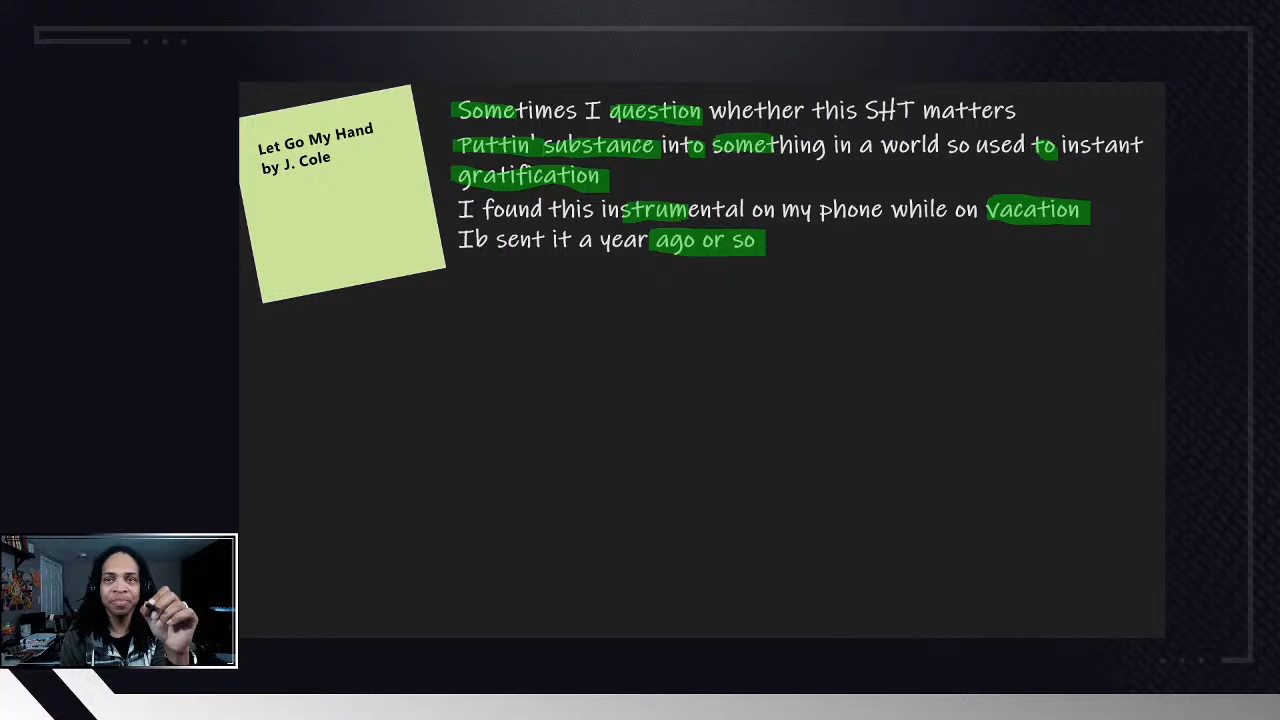 Let Go My Hand
by J. Cole
Sometimes I question whether this SHT matters
Puttin' substance into something in a world so used to instant
gratification
I found this instrumental on my phone while on vacation
Ib sent it a year ago or so